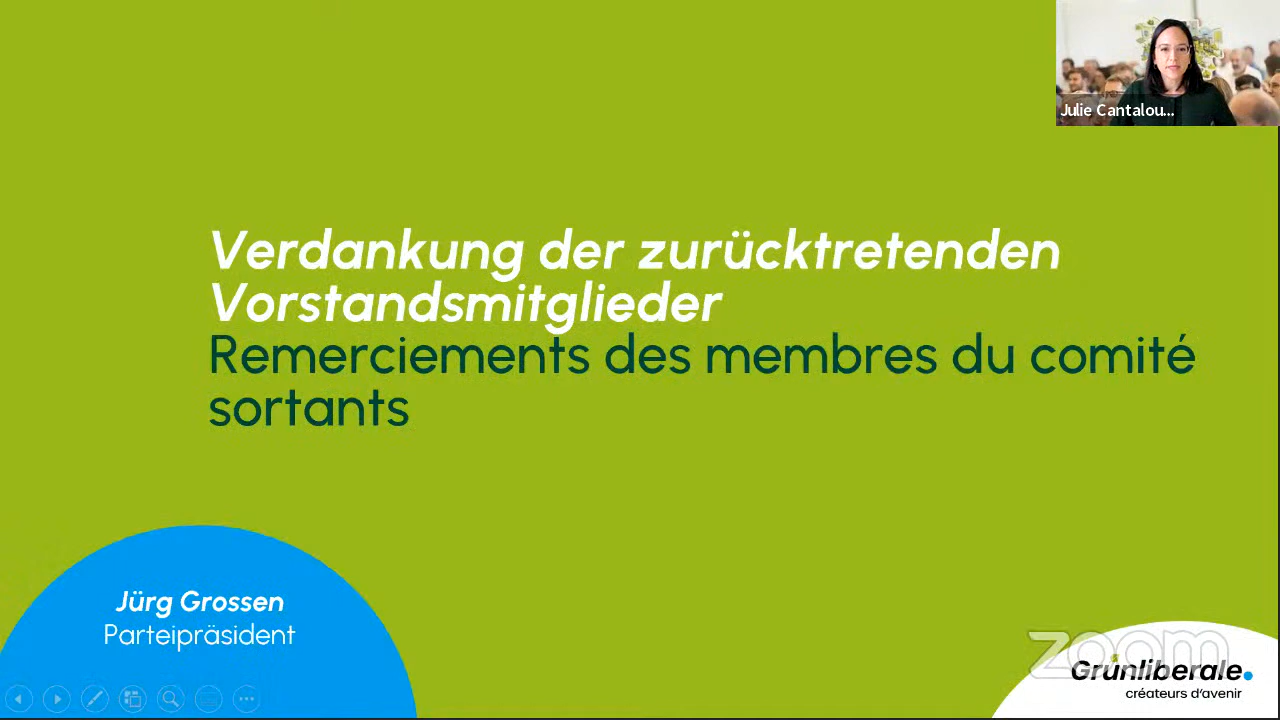 Julie Cantalou...
Verdankung der zurücktretenden
Vorstandsmitglieder
Remerciements des membres du comité
sortants
Jürg Grossen
Parteipräsident
zoom
Grünliberale.
créateurs d'avenir